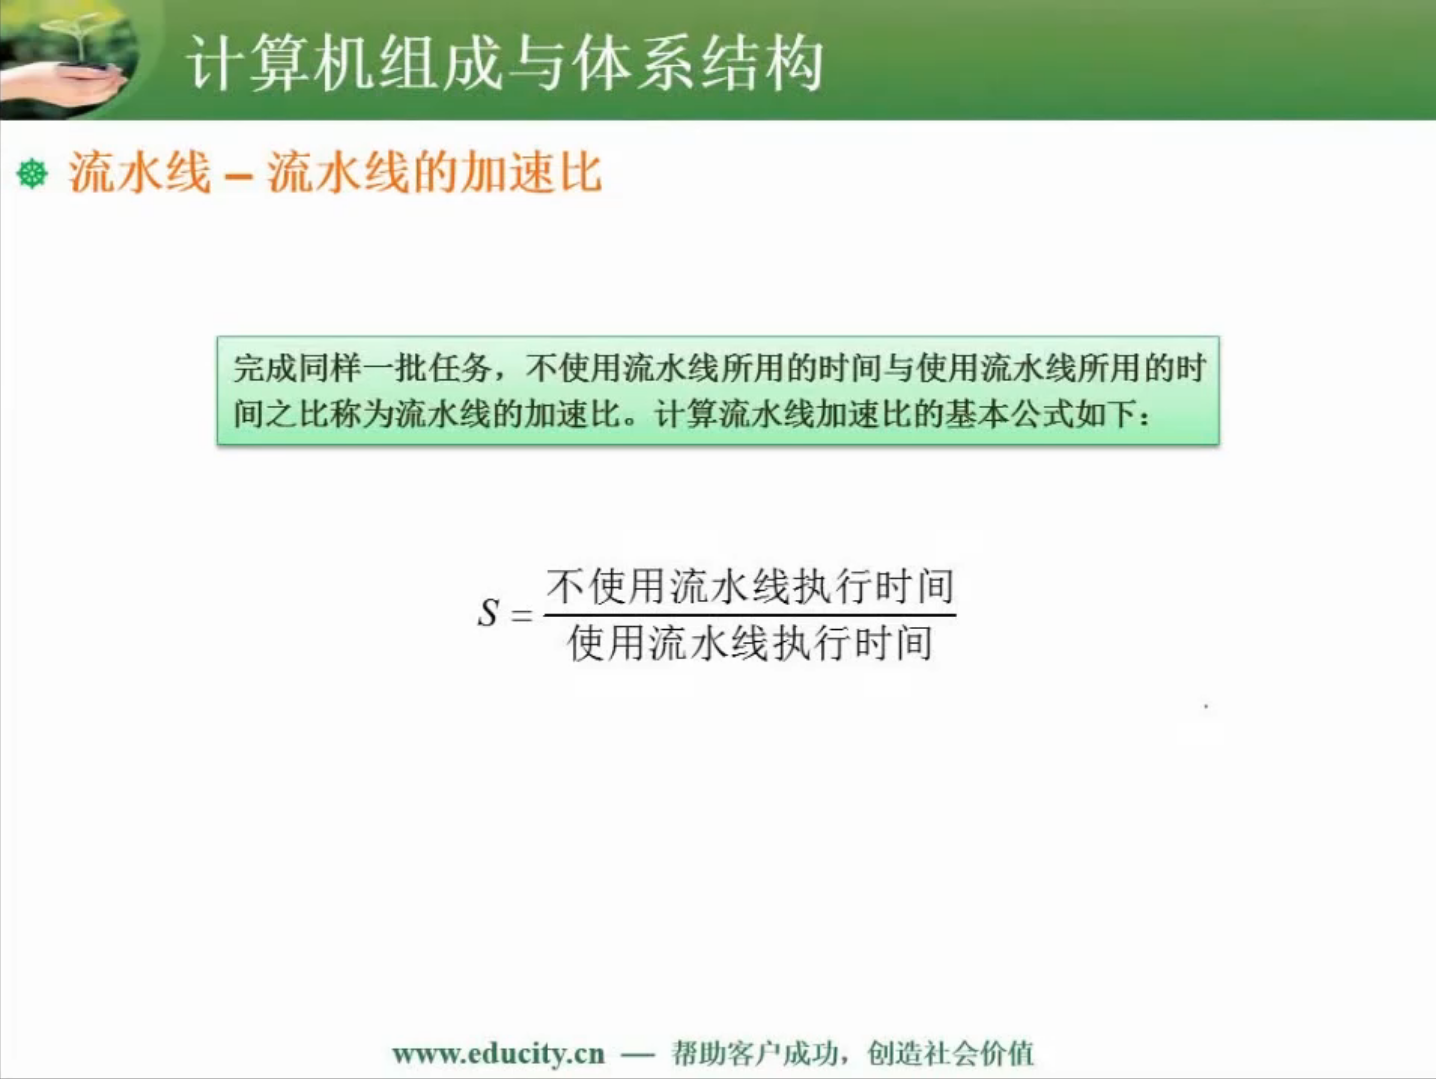 计算机组成与体系结构
流水线 – 流水线的加速比
完成同样一批任务，不使用流水线所用的时间与使用流水线所用的时
间之比称为流水线的加速比。计算流水线加速比的基本公式如下：
不使用流水线执行时间
S =
使用流水线执行时间
www.educity.cn — 帮助客户成功，创造社会价值